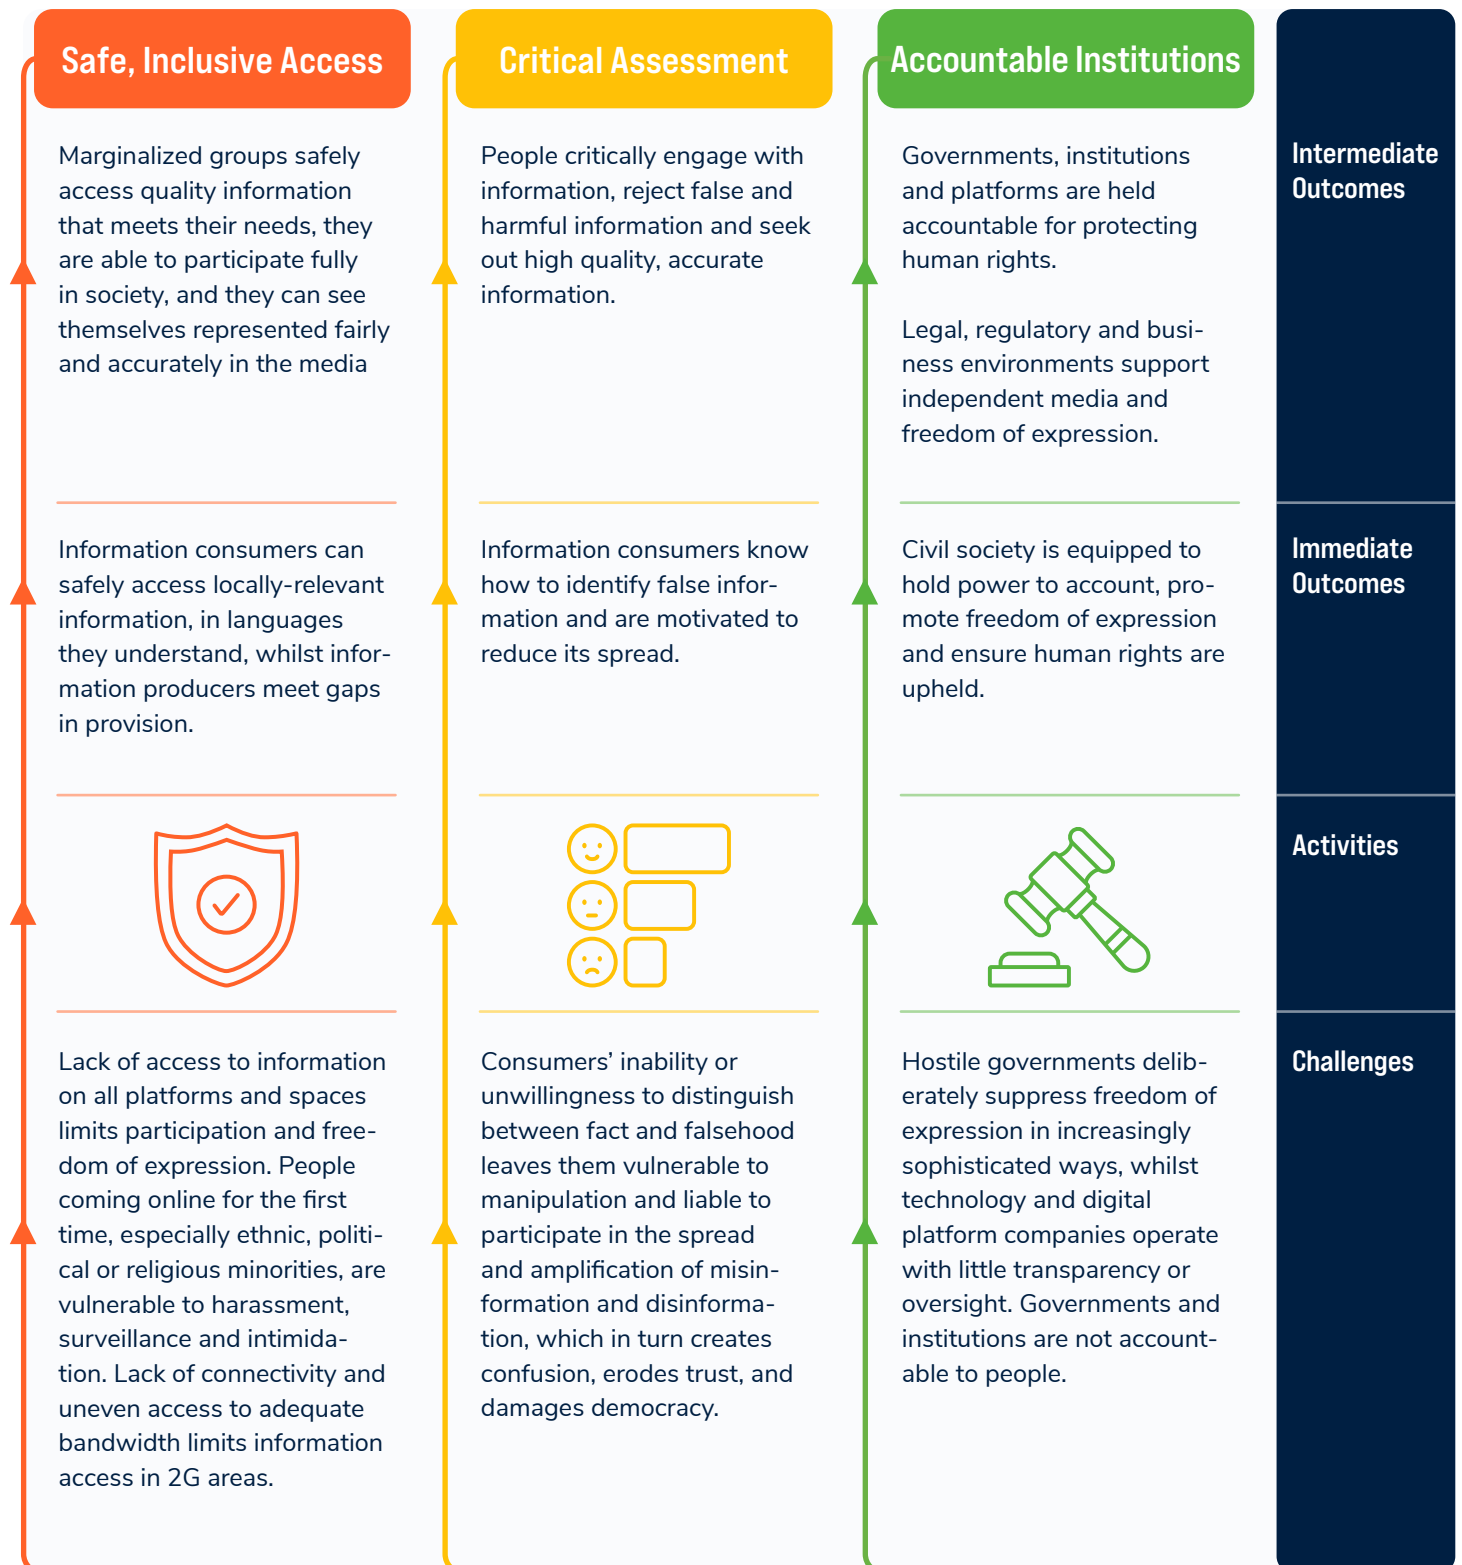 Safe, Inclusive Access
Critical Assessment
Accountable Institutions
Marginalized groups safely
access quality information
that meets their needs, they
are able to participate fully
in society, and they can see
themselves represented fairly
and accurately in the media
People critically engage with
information, reject false and
harmful information and seek
out high quality, accurate
information.
Governments, institutions
and platforms are held
accountable for protecting
human rights.
Legal, regulatory and busi-
ness environments support
independent media and
freedom of expression.
Intermediate
Outcomes
Information consumers can
safely access locally-relevant
information, in languages
they understand, whilst infor-
mation producers meet gaps
in provision.
Information consumers know
how to identify false infor-
mation and are motivated to
reduce its spread.
Civil society is equipped to
hold power to account, pro-
mote freedom of expression
and ensure human rights are
upheld.
Immediate
Outcomes
Activities
Lack of access to information
on all platforms and spaces
limits participation and free-
dom of expression. People
coming online for the first
time, especially ethnic, politi-
cal or religious minorities, are
vulnerable to harassment,
surveillance and intimida-
tion. Lack of connectivity and
uneven access to adequate
bandwidth limits information
access in 2G areas.
Consumers’ inability or
unwillingness to distinguish
between fact and falsehood
leaves them vulnerable to
manipulation and liable to
participate in the spread
and amplification of misin-
formation and disinforma-
tion, which in turn creates
confusion, erodes trust, and
damages democracy.
Hostile governments delib-
erately suppress freedom of
expression in increasingly
sophisticated ways, whilst
technology and digital
platform companies operate
with little transparency or
oversight. Governments and
institutions are not account-
able to people.
Challenges